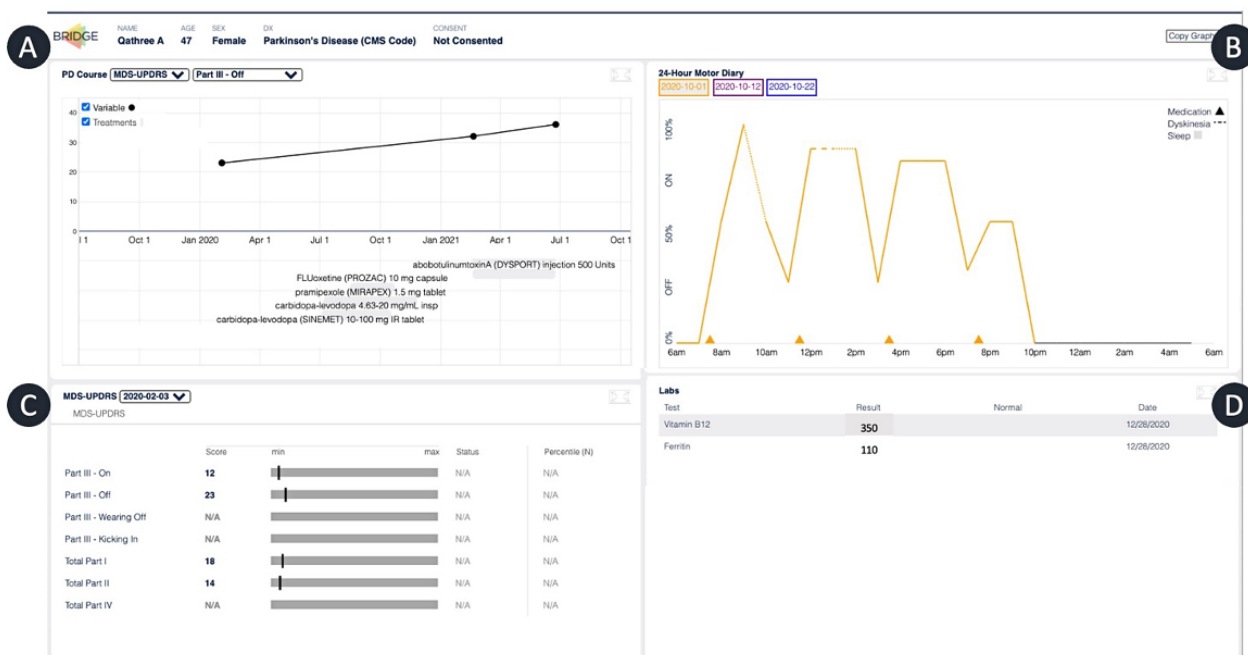 A
BRIDGE
NAME AGE SEX DX CONSENT
Qathree A 47 Female Parkinson's Disease (CMS Code) Not Consented
Copy Graph
B
PD Course MDS-UPDRS Part III - Off
Variable
Treatments
40
30
20
10
0
l 1 Oct 1 Jan 2020 Apr 1 Jul 1 Oct 1 Jan 2021 Apr 1 Jul 1 Oct 1
abobotulinumtoxinA (DYSPORT) injection 500 Units
FLUoxetine (PROZAC) 10 mg capsule
pramipexole (MIRAPEX) 1.5 mg tablet
carbidopa-levodopa 4.63-20 mg/mL insp
carbidopa-levodopa (SINEMET) 10-100 mg IR tablet
24-Hour Motor Diary
2020-10-01 2020-10-12 2020-10-22
Medication
Dyskinesia
Sleep
100%
ON
50%
OFF
0%
6am 8am 10am 12pm 2pm 4pm 6pm 8pm 10pm 12am 2am 4am 6am
C
MDS-UPDRS 2020-02-03
MDS-UPDRS
Score min max Status Percentile (N)
Part III - On 12 N/A N/A
Part III - Off 23 N/A N/A
Part III - Wearing Off N/A N/A N/A
Part III - Kicking In N/A N/A N/A
Total Part I 18 N/A N/A
Total Part II 14 N/A N/A
Total Part IV N/A N/A N/A
D
Labs
Test Result Normal Date
Vitamin B12 350 12/28/2020
Ferritin 110 12/28/2020